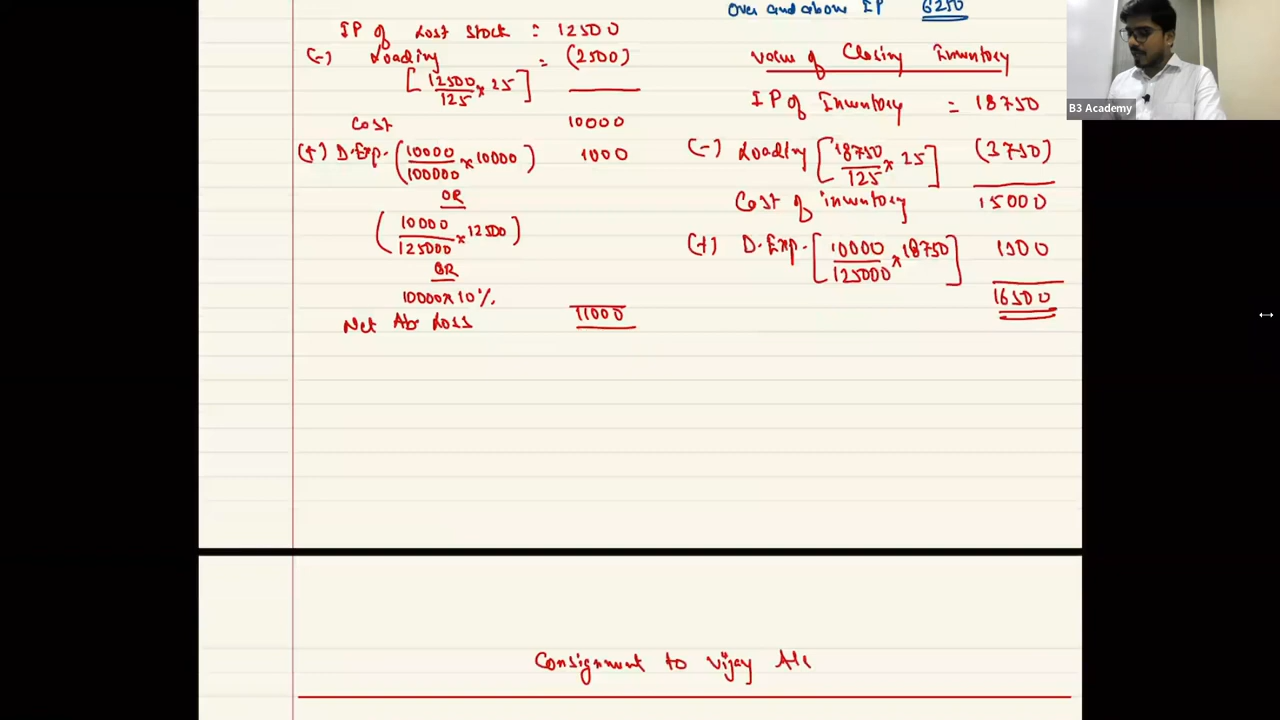 Over and above IP 6250
IP of Lost Stock = 12500
(-) Loading = (2500)
[12500/125 × 25]
Cost 10000
(+) D.Exp. (10000/100000 × 10000) 1000
OR
(10000/125000 × 12500)
OR
10000 × 10%
Net Ab Loss 11000
Value of Closing Inventory
IP of Inventory = 18750
(-) Loading [18750/125 × 25] (3750)
Cost of inventory 15000
(+) D.Exp. [10000/125000 × 18750] 1500
16500
B3 Academy
Consignment to Vijay A/c